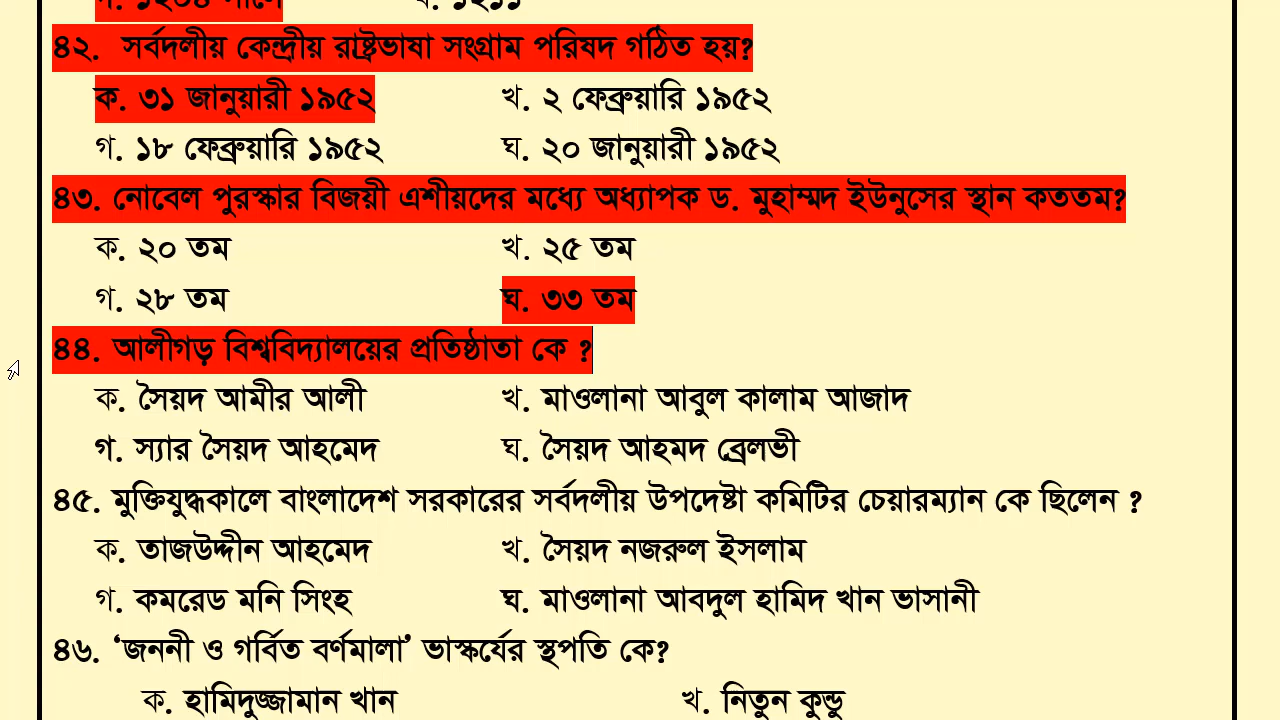 গ. ১২০৪ সালে ঘ. ১২১১
৪২. সর্বদলীয় কেন্দ্রীয় রাষ্ট্রভাষা সংগ্রাম পরিষদ গঠিত হয়?
ক. ৩১ জানুয়ারী ১৯৫২ খ. ২ ফেব্রুয়ারি ১৯৫২
গ. ১৮ ফেব্রুয়ারি ১৯৫২ ঘ. ২০ জানুয়ারী ১৯৫২
৪৩. নোবেল পুরস্কার বিজয়ী এশীয়দের মধ্যে অধ্যাপক ড. মুহাম্মদ ইউনুসের স্থান কততম?
ক. ২০ তম খ. ২৫ তম
গ. ২৮ তম ঘ. ৩৩ তম
৪৪. আলীগড় বিশ্ববিদ্যালয়ের প্রতিষ্ঠাতা কে ?
ক. সৈয়দ আমীর আলী খ. মাওলানা আবুল কালাম আজাদ
গ. স্যার সৈয়দ আহমেদ ঘ. সৈয়দ আহমদ ব্রেলভী
৪৫. মুক্তিযুদ্ধকালে বাংলাদেশ সরকারের সর্বদলীয় উপদেষ্টা কমিটির চেয়ারম্যান কে ছিলেন ?
ক. তাজউদ্দীন আহমেদ খ. সৈয়দ নজরুল ইসলাম
গ. কমরেড মনি সিংহ ঘ. মাওলানা আবদুল হামিদ খান ভাসানী
৪৬. ‘জননী ও গর্বিত বর্ণমালা’ ভাস্কর্যের স্থপতি কে?
ক. হামিদুজ্জামান খান খ. নিতুন কুন্ডু